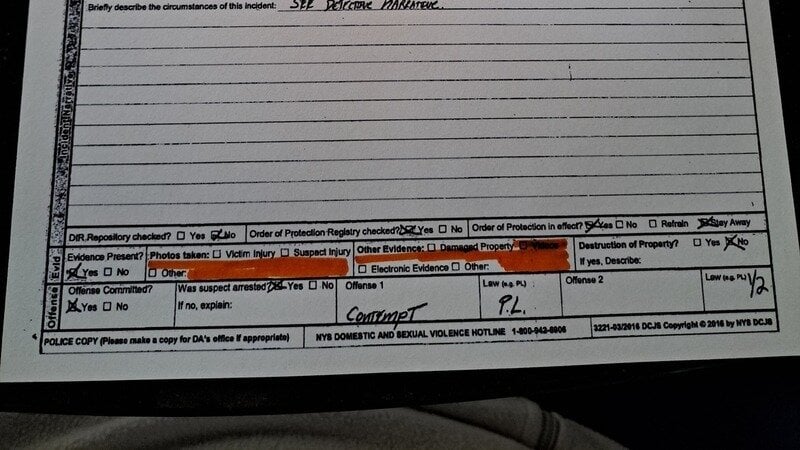 Briefly describe the circumstances of this incident: SEE DETECTIVE NARRATIVE.
Incident Narrative
DIR Repository checked? ☐ Yes ☒ No Order of Protection Registry checked? ☒ Yes ☐ No Order of Protection in effect? ☒ Yes ☐ No ☐ Refrain ☒ Stay Away
Evid
Evidence Present? Photos taken: ☐ Victim Injury ☐ Suspect Injury Other Evidence: ☐ Damaged Property ☐ Videos Destruction of Property? ☐ Yes ☒ No
☒ Yes ☐ No ☐ Other: ☐ Electronic Evidence ☐ Other: If yes, Describe:
Offense
Offense Committed? Was suspect arrested? ☒ Yes ☐ No Offense 1 Law (e.g. PL) Offense 2 Law (e.g. PL)
☒ Yes ☐ No If no, explain: Contempt P.L. 1/2
POLICE COPY (Please make a copy for DA's office if appropriate) NYS DOMESTIC AND SEXUAL VIOLENCE HOTLINE 1-800-942-6906 3221-03/2016 DCJS Copyright © 2016 by NYS DCJS